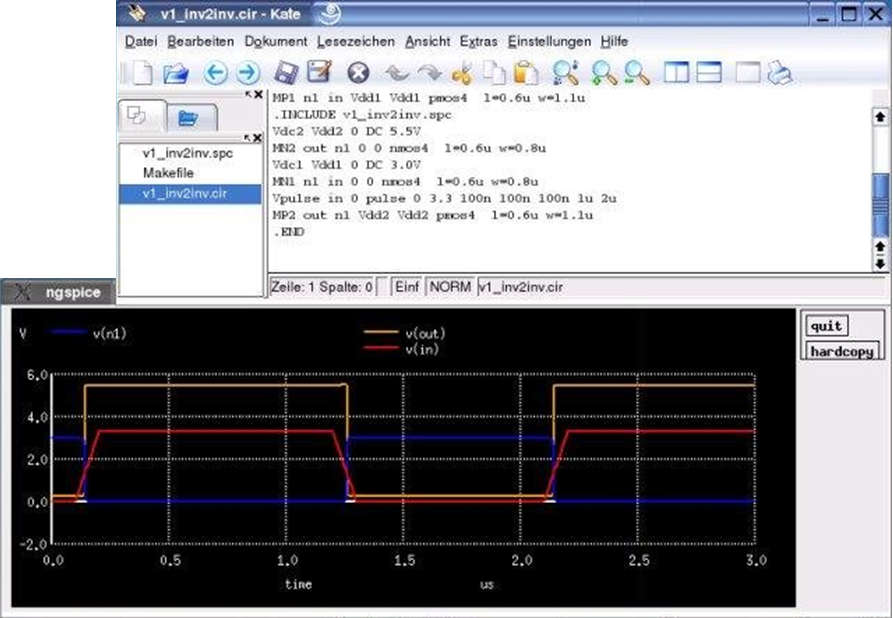 v1_inv2inv.cir - Kate
Datei Bearbeiten Dokument Lesezeichen Ansicht Extras Einstellungen Hilfe
v1_inv2inv.spc
Makefile
v1_inv2inv.cir
MP1 n1 in Vdd1 Vdd1 pmos4 l=0.6u w=1.1u
.INCLUDE v1_inv2inv.spc
Vdc2 Vdd2 0 DC 5.5V
MN2 out n1 0 0 nmos4 l=0.6u w=0.8u
Vdc1 Vdd1 0 DC 3.0V
MN1 n1 in 0 0 nmos4 l=0.6u w=0.8u
Vpulse in 0 pulse 0 3.3 100n 100n 100n 1u 2u
MP2 out n1 Vdd2 Vdd2 pmos4 l=0.6u w=1.1u
.END
Zeile: 1 Spalte: 0 Einf NORM v1_inv2inv.cir
ngspice
V v(n1) v(out)
v(in)
6.0
4.0
2.0
0.0
-2.0
0.0 0.5 1.0 1.5 2.0 2.5 3.0
time us
quit
hardcopy